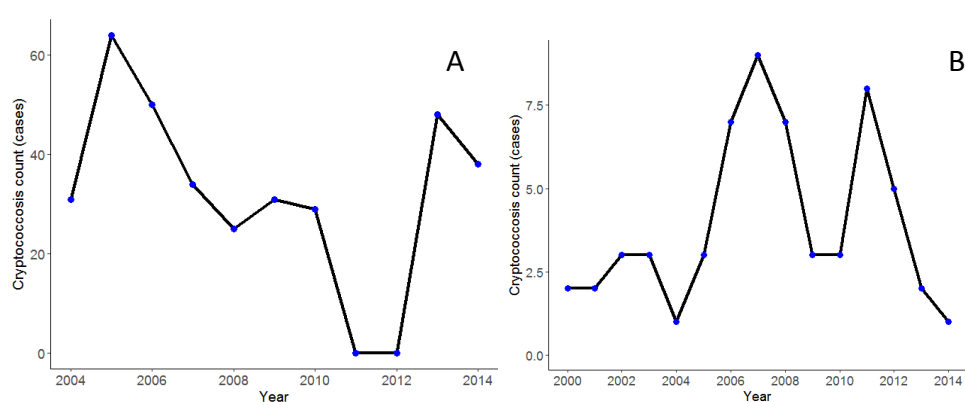 A
Cryptococcosis count (cases)
60
40
20
0
2004 2006 2008 2010 2012 2014
Year
B
Cryptococcosis count (cases)
7.5
5.0
2.5
0.0
2000 2002 2004 2006 2008 2010 2012 2014
Year